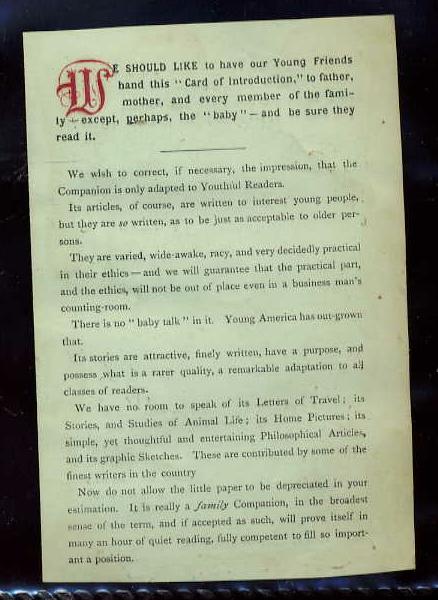 WE SHOULD LIKE to have our Young Friends
hand this "Card of Introduction," to father,
mother, and every member of the fami-
ly — except, perhaps, the "baby" — and be sure they
read it.
We wish to correct, if necessary, the impression, that the
Companion is only adapted to Youthful Readers.
Its articles, of course, are written to interest young people,
but they are so written, as to be just as acceptable to older per-
sons.
They are varied, wide-awake, racy, and very decidedly practical
in their ethics — and we will guarantee that the practical part,
and the ethics, will not be out of place even in a business man's
counting-room.
There is no "baby talk" in it. Young America has out-grown
that.
Its stories are attractive, finely written, have a purpose, and
possess what is a rarer quality, a remarkable adaptation to all
classes of readers.
We have no room to speak of its Letters of Travel; its
Stories, and Studies of Animal Life; its Home Pictures; its
simple, yet thoughtful and entertaining Philosophical Articles,
and its graphic Sketches. These are contributed by some of the
finest writers in the country
Now do not allow the little paper to be depreciated in your
estimation. It is really a family Companion, in the broadest
sense of the term, and if accepted as such, will prove itself in
many an hour of quiet reading, fully competent to fill so import-
ant a position.